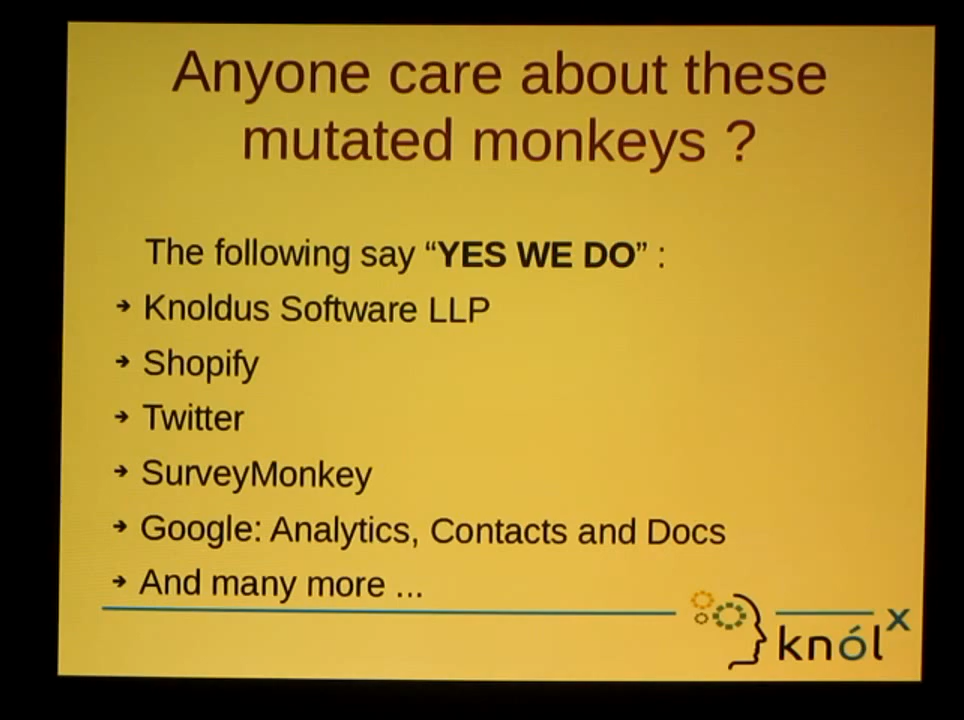 Anyone care about these
mutated monkeys ?
The following say “YES WE DO” :
➔ Knoldus Software LLP
➔ Shopify
➔ Twitter
➔ SurveyMonkey
➔ Google: Analytics, Contacts and Docs
➔ And many more ...
knólx